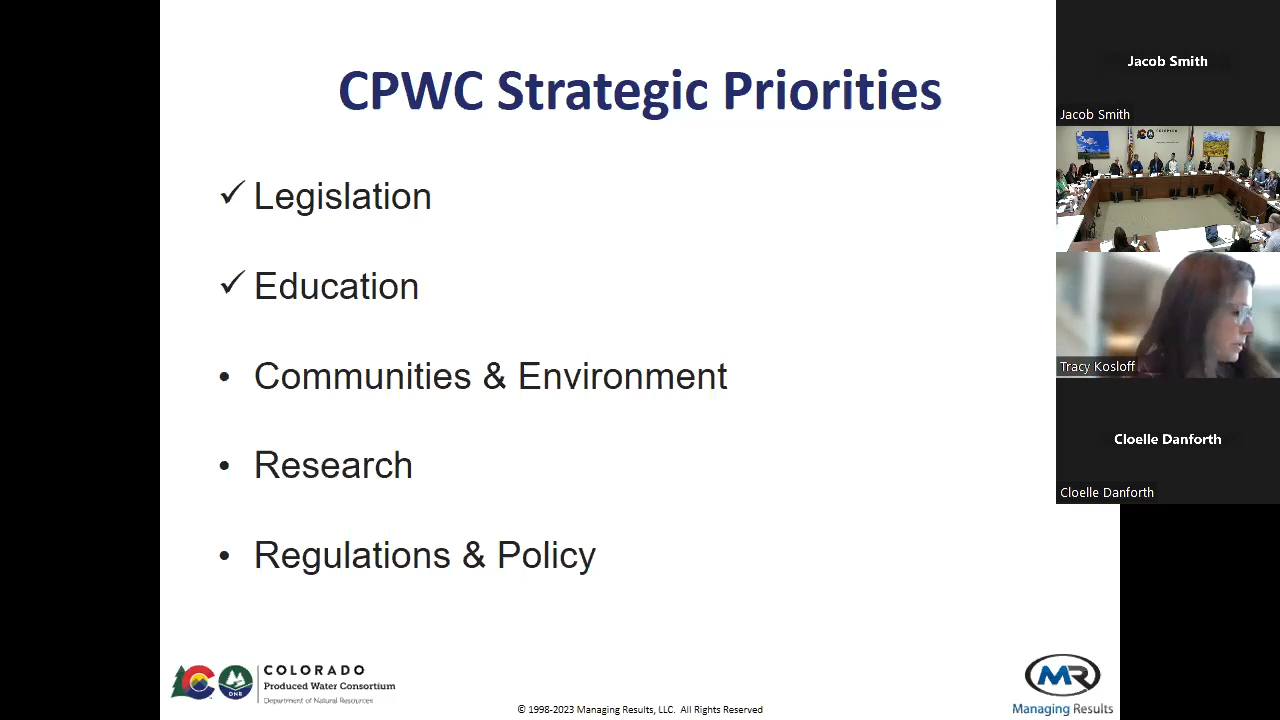 CPWC Strategic Priorities
✓ Legislation
✓ Education
• Communities & Environment
• Research
• Regulations & Policy
COLORADO
Produced Water Consortium
Department of Natural Resources
DNR
© 1998-2023 Managing Results, LLC. All Rights Reserved
MR
Managing Results
Jacob Smith
Jacob Smith
Tracy Kosloff
Cloelle Danforth
Cloelle Danforth